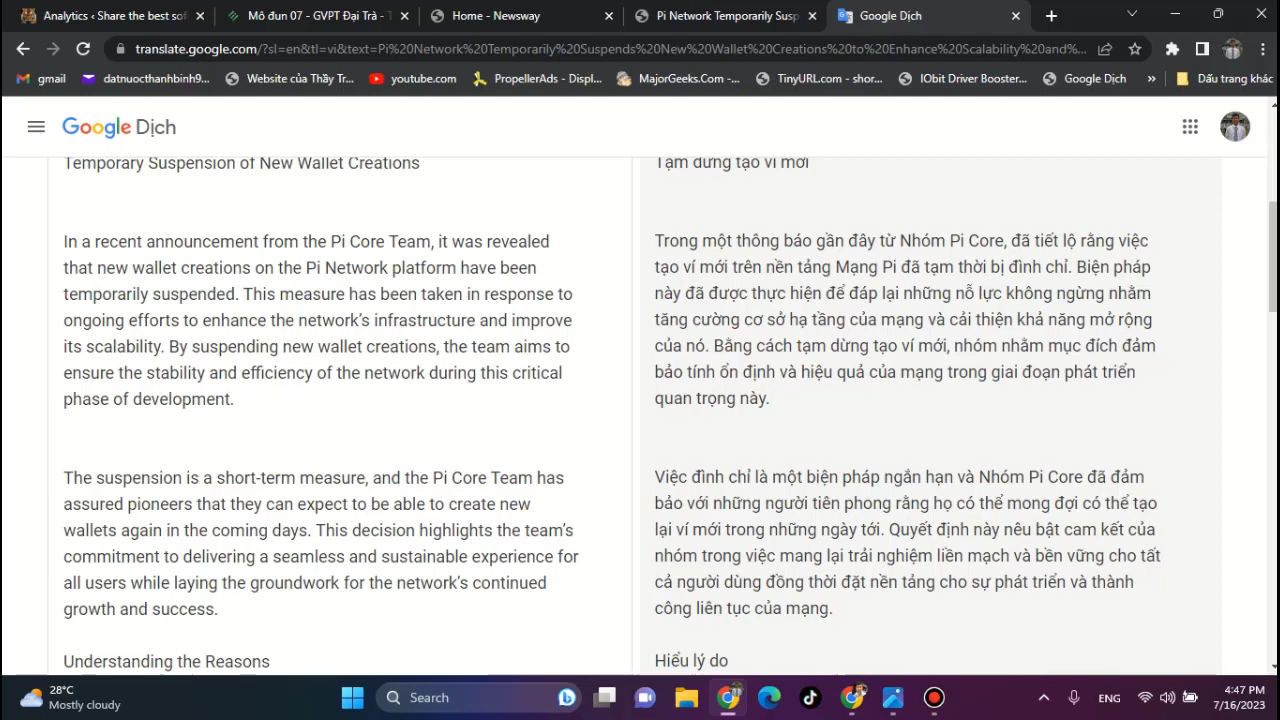 Analytics ‹ Share the best sof
Mô đun 07 - GVPT Đại Trà - T
Home - Newsway
Pi Network Temporarily Susp
Google Dịch
translate.google.com/?sl=en&tl=vi&text=Pi%20Network%20Temporarily%20Suspends%20New%20Wallet%20Creations%20to%20Enhance%20Scalability%20and%...
gmail
datnuocthanhbinh9...
Website của Thầy Tr...
youtube.com
PropellerAds - Displ...
MajorGeeks.Com -...
TinyURL.com - shor...
IObit Driver Booster...
Google Dịch
»
Dấu trang khác
Google Dịch
Temporary Suspension of New Wallet Creations
In a recent announcement from the Pi Core Team, it was revealed
that new wallet creations on the Pi Network platform have been
temporarily suspended. This measure has been taken in response to
ongoing efforts to enhance the network's infrastructure and improve
its scalability. By suspending new wallet creations, the team aims to
ensure the stability and efficiency of the network during this critical
phase of development.
The suspension is a short-term measure, and the Pi Core Team has
assured pioneers that they can expect to be able to create new
wallets again in the coming days. This decision highlights the team's
commitment to delivering a seamless and sustainable experience for
all users while laying the groundwork for the network's continued
growth and success.
Understanding the Reasons
Tạm dừng tạo ví mới
Trong một thông báo gần đây từ Nhóm Pi Core, đã tiết lộ rằng việc
tạo ví mới trên nền tảng Mạng Pi đã tạm thời bị đình chỉ. Biện pháp
này đã được thực hiện để đáp lại những nỗ lực không ngừng nhằm
tăng cường cơ sở hạ tầng của mạng và cải thiện khả năng mở rộng
của nó. Bằng cách tạm dừng tạo ví mới, nhóm nhằm mục đích đảm
bảo tính ổn định và hiệu quả của mạng trong giai đoạn phát triển
quan trọng này.
Việc đình chỉ là một biện pháp ngắn hạn và Nhóm Pi Core đã đảm
bảo với những người tiên phong rằng họ có thể mong đợi có thể tạo
lại ví mới trong những ngày tới. Quyết định này nêu bật cam kết của
nhóm trong việc mang lại trải nghiệm liền mạch và bền vững cho tất
cả người dùng đồng thời đặt nền tảng cho sự phát triển và thành
công liên tục của mạng.
Hiểu lý do
28°C
Mostly cloudy
Search
ENG
4:47 PM
7/16/2023